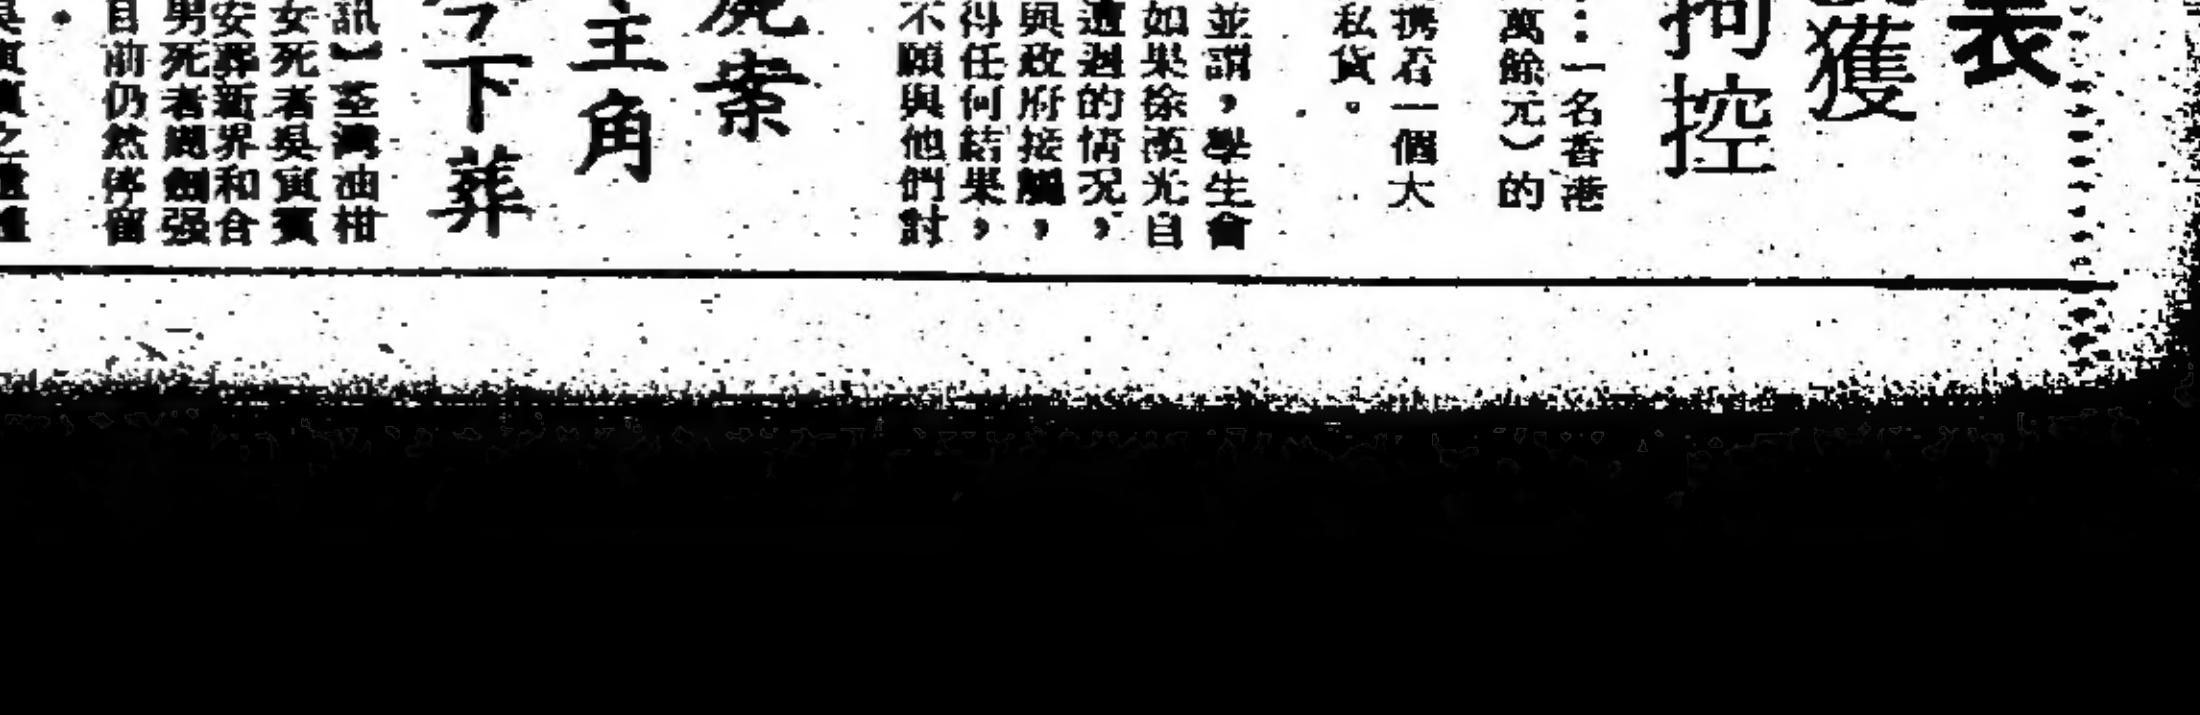 表
獲
拘控
：一名香港
萬餘元）的
携着一個大
私貨。
並謂，學生會
如果徐漢光自
遭遇的情況，
與政府接觸，
得任何結果，
不願與他們討
屍案
主角
今下葬
訊】荃灣油柑
女死者吳寅
安葬新界和合
男死者 强
目前仍然停留
之遺